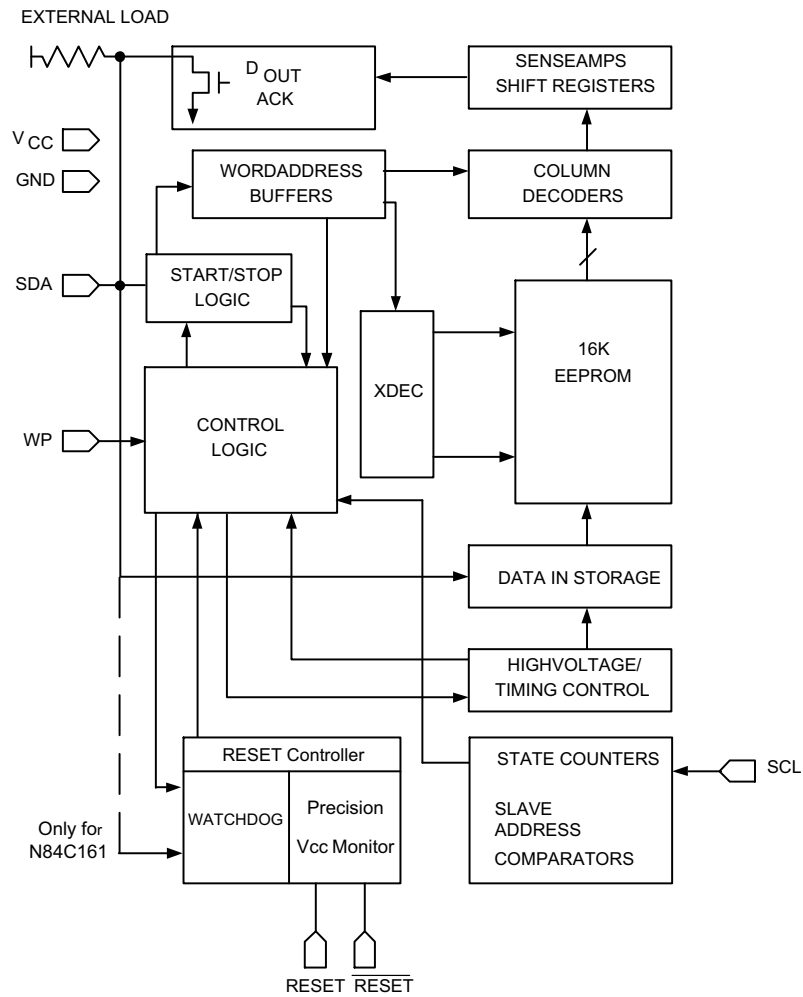 EXTERNAL LOAD
D OUT
ACK
SENSEAMPS
SHIFT REGISTERS
VCC
GND
WORDADDRESS
BUFFERS
COLUMN
DECODERS
SDA
START/STOP
LOGIC
XDEC
16K
EEPROM
WP
CONTROL
LOGIC
DATA IN STORAGE
HIGHVOLTAGE/
TIMING CONTROL
RESET Controller
WATCHDOG
Precision
Vcc Monitor
STATE COUNTERS
SLAVE
ADDRESS
COMPARATORS
SCL
Only for
N84C161
RESET
RESET